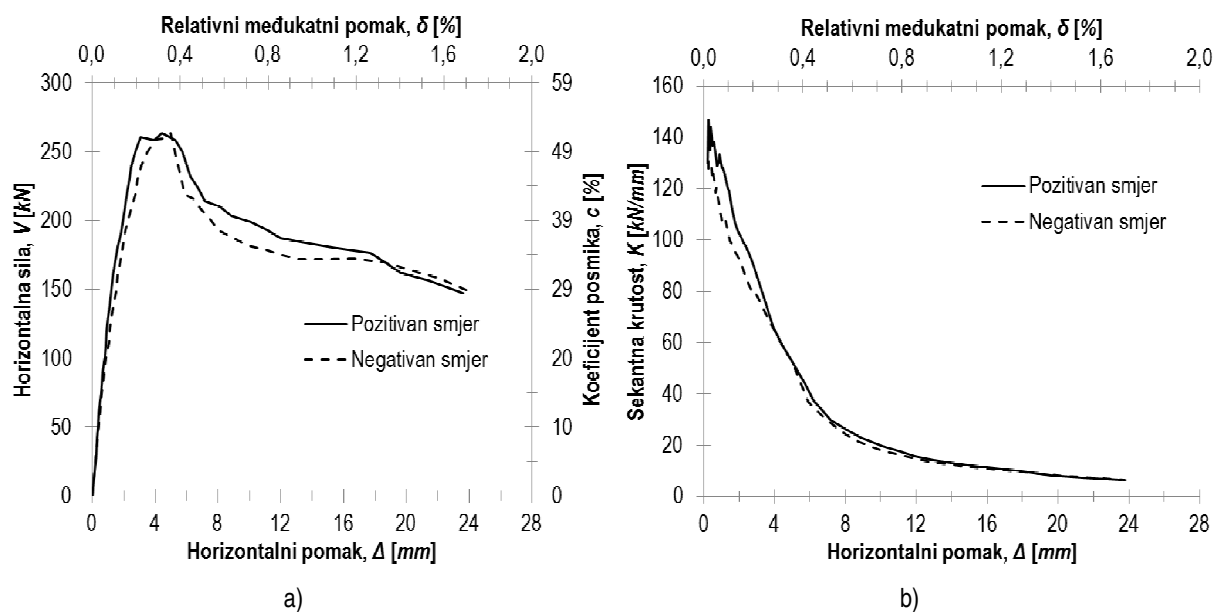 Relativni međukatni pomak, δ [%]
0,0 0,4 0,8 1,2 1,6 2,0
Horizontalna sila, V [kN]
300
250
200
150
100
50
0
Koeficijent posmika, c [%]
59
49
39
29
20
10
0
Pozitivan smjer
Negativan smjer
0 4 8 12 16 20 24 28
Horizontalni pomak, Δ [mm]
a)
Relativni međukatni pomak, δ [%]
0,0 0,4 0,8 1,2 1,6 2,0
Sekantna krutost, K [kN/mm]
160
140
120
100
80
60
40
20
0
Pozitivan smjer
Negativan smjer
0 4 8 12 16 20 24 28
Horizontalni pomak, Δ [mm]
b)